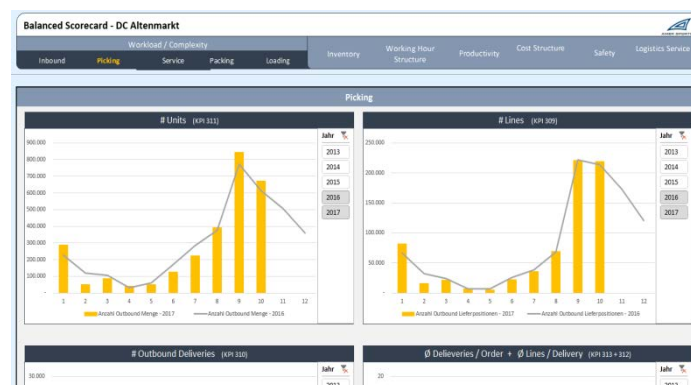 Balanced Scorecard - DC Altenmarkt
Workload / Complexity
Inbound Picking Service Packing Loading
Inventory
Working Hour
Structure
Productivity
Cost Structure
Safety
Logistics Service
Picking
# Units (KPI 311)
900.000
800.000
700.000
600.000
500.000
400.000
300.000
200.000
100.000
-
1 2 3 4 5 6 7 8 9 10 11 12
Anzahl Outbound Menge - 2017 Anzahl Outbound Menge - 2016
Jahr
2013
2014
2015
2016
2017
# Lines (KPI 309)
250.000
200.000
150.000
100.000
50.000
-
1 2 3 4 5 6 7 8 9 10 11 12
Anzahl Outbound Lieferpositionen - 2017 Anzahl Outbound Lieferpositionen - 2016
Jahr
2013
2014
2015
2016
2017
# Outbound Deliveries (KPI 310)
30.000
Jahr
2013
Ø Delieveries / Order + Ø Lines / Delivery (KPI 313 + 312)
20
Jahr